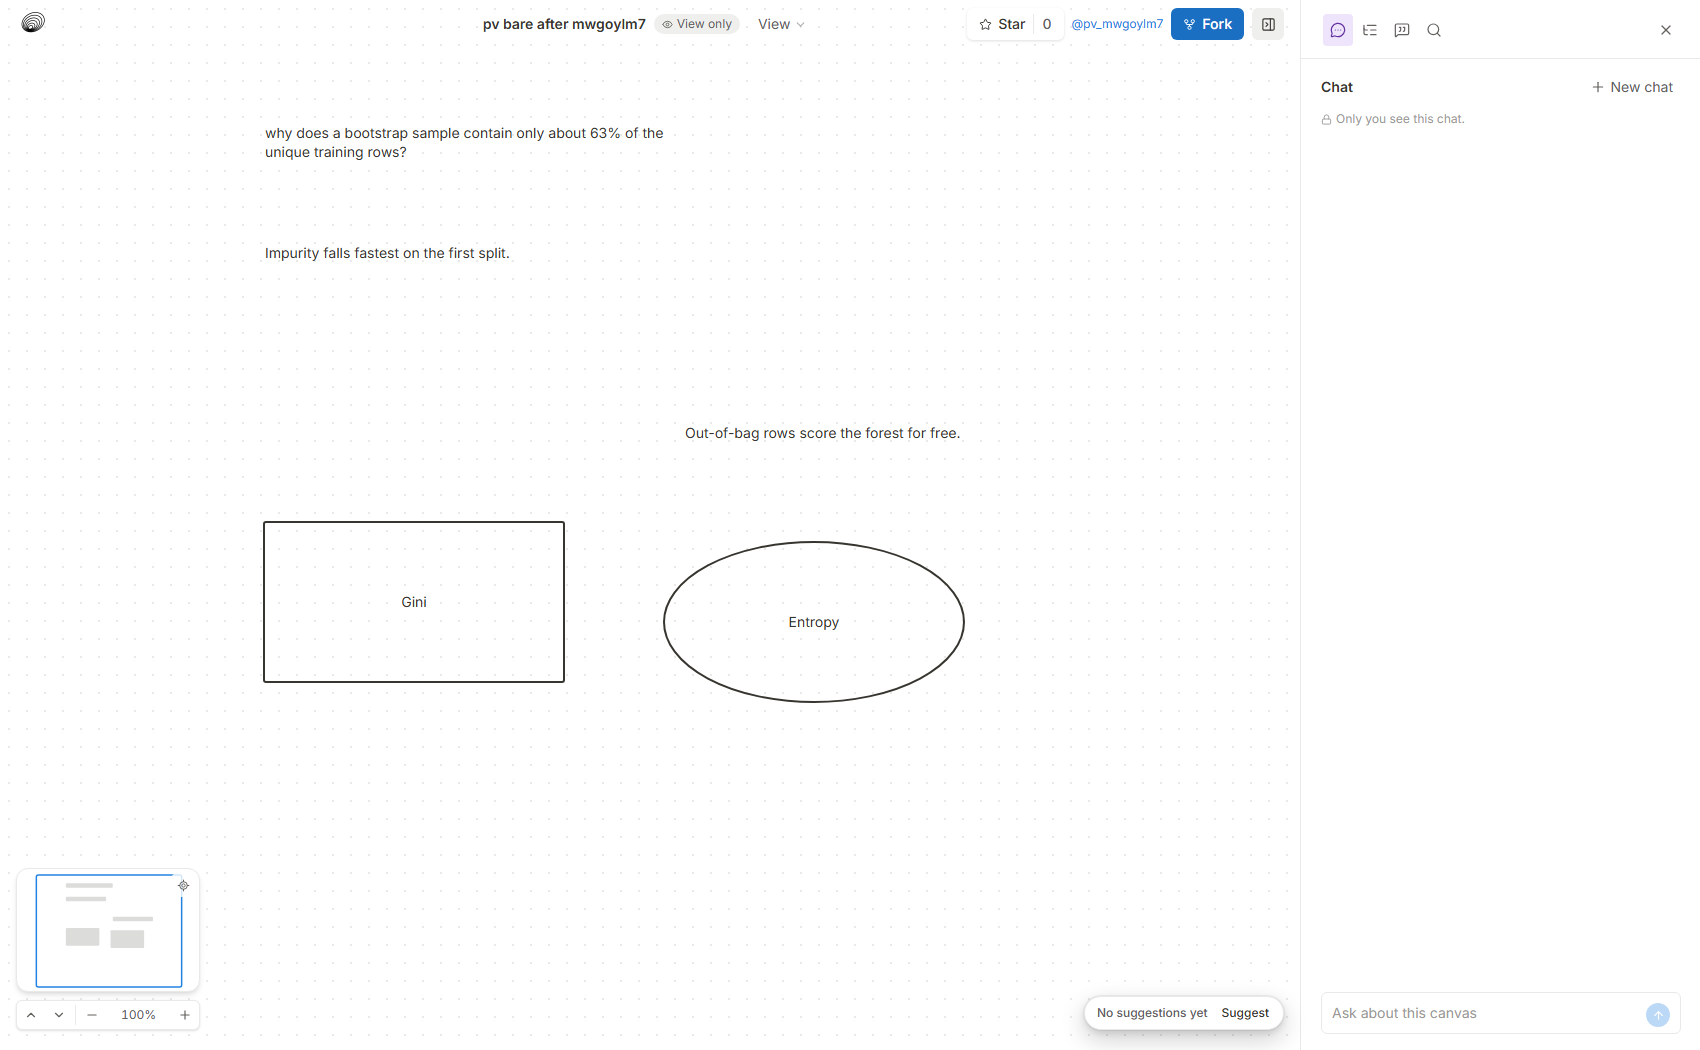 pv bare after mwgoylm7
View only
View
Star
0
@pv_mwgoylm7
Fork
Chat
New chat
Only you see this chat.
why does a bootstrap sample contain only about 63% of the
unique training rows?
Impurity falls fastest on the first split.
Out-of-bag rows score the forest for free.
Gini
Entropy
100%
No suggestions yet
Suggest
Ask about this canvas